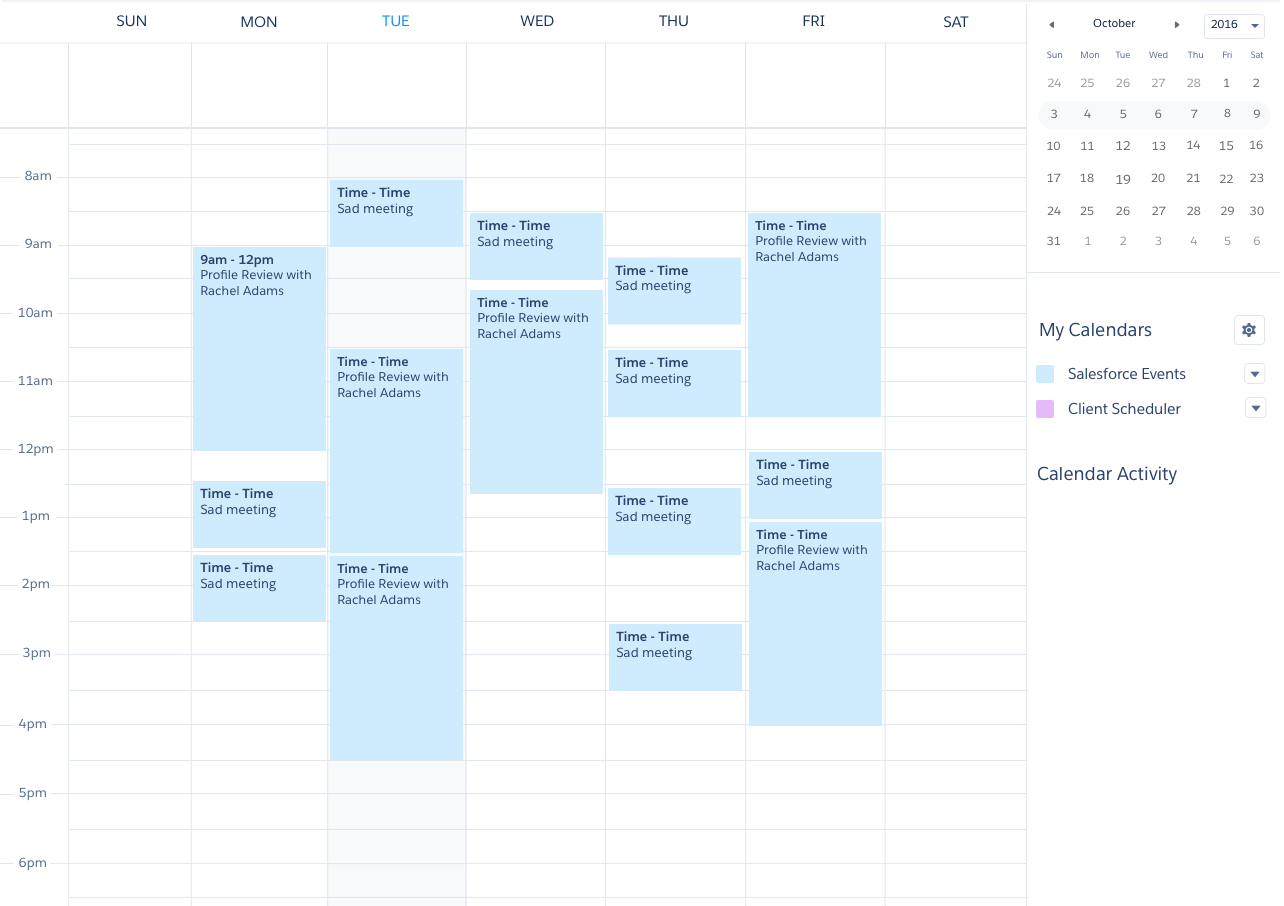 SUN MON TUE WED THU FRI SAT
8am
9am
10am
11am
12pm
1pm
2pm
3pm
4pm
5pm
6pm
9am - 12pm
Profile Review with
Rachel Adams
Time - Time
Sad meeting
Time - Time
Sad meeting
Time - Time
Sad meeting
Time - Time
Profile Review with
Rachel Adams
Time - Time
Profile Review with
Rachel Adams
Time - Time
Sad meeting
Time - Time
Profile Review with
Rachel Adams
Time - Time
Sad meeting
Time - Time
Sad meeting
Time - Time
Sad meeting
Time - Time
Sad meeting
Time - Time
Profile Review with
Rachel Adams
Time - Time
Sad meeting
Time - Time
Profile Review with
Rachel Adams
October 2016
Sun Mon Tue Wed Thu Fri Sat
24 25 26 27 28 1 2
3 4 5 6 7 8 9
10 11 12 13 14 15 16
17 18 19 20 21 22 23
24 25 26 27 28 29 30
31 1 2 3 4 5 6
My Calendars
Salesforce Events
Client Scheduler
Calendar Activity